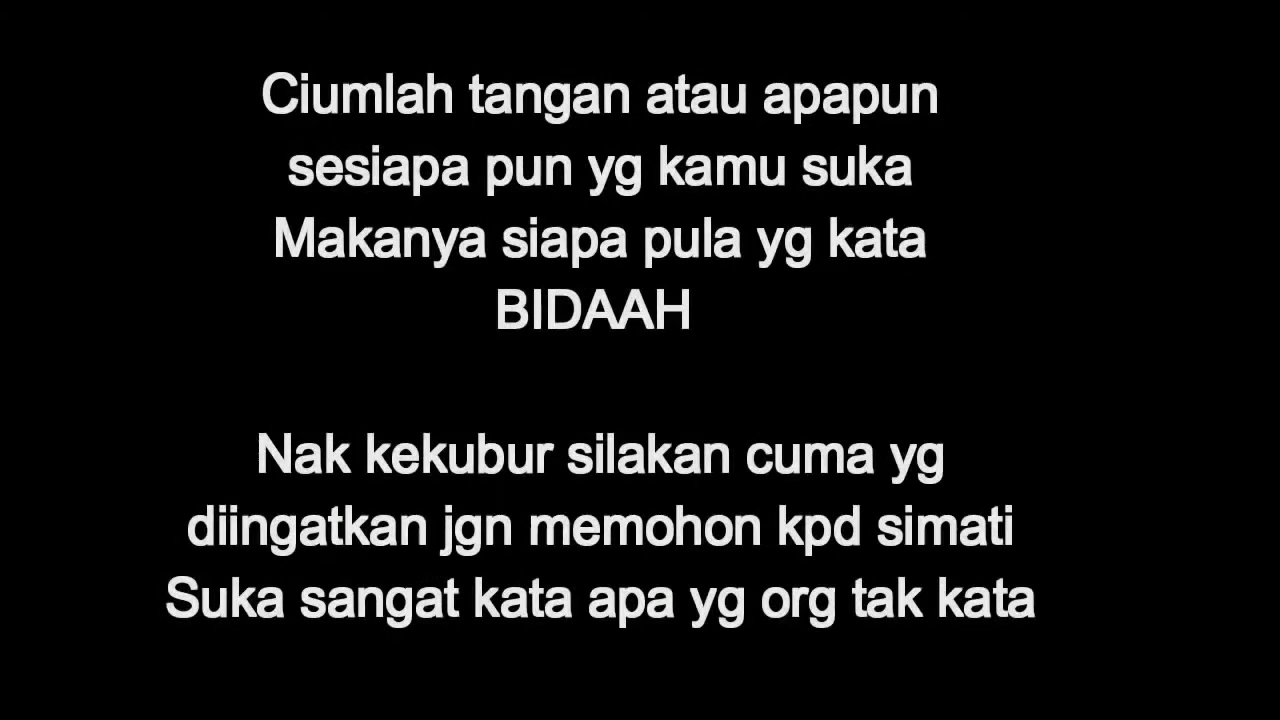 Ciumlah tangan atau apapun
sesiapa pun yg kamu suka
Makanya siapa pula yg kata
BIDAAH
Nak kekubur silakan cuma yg
diingatkan jgn memohon kpd simati
Suka sangat kata apa yg org tak kata